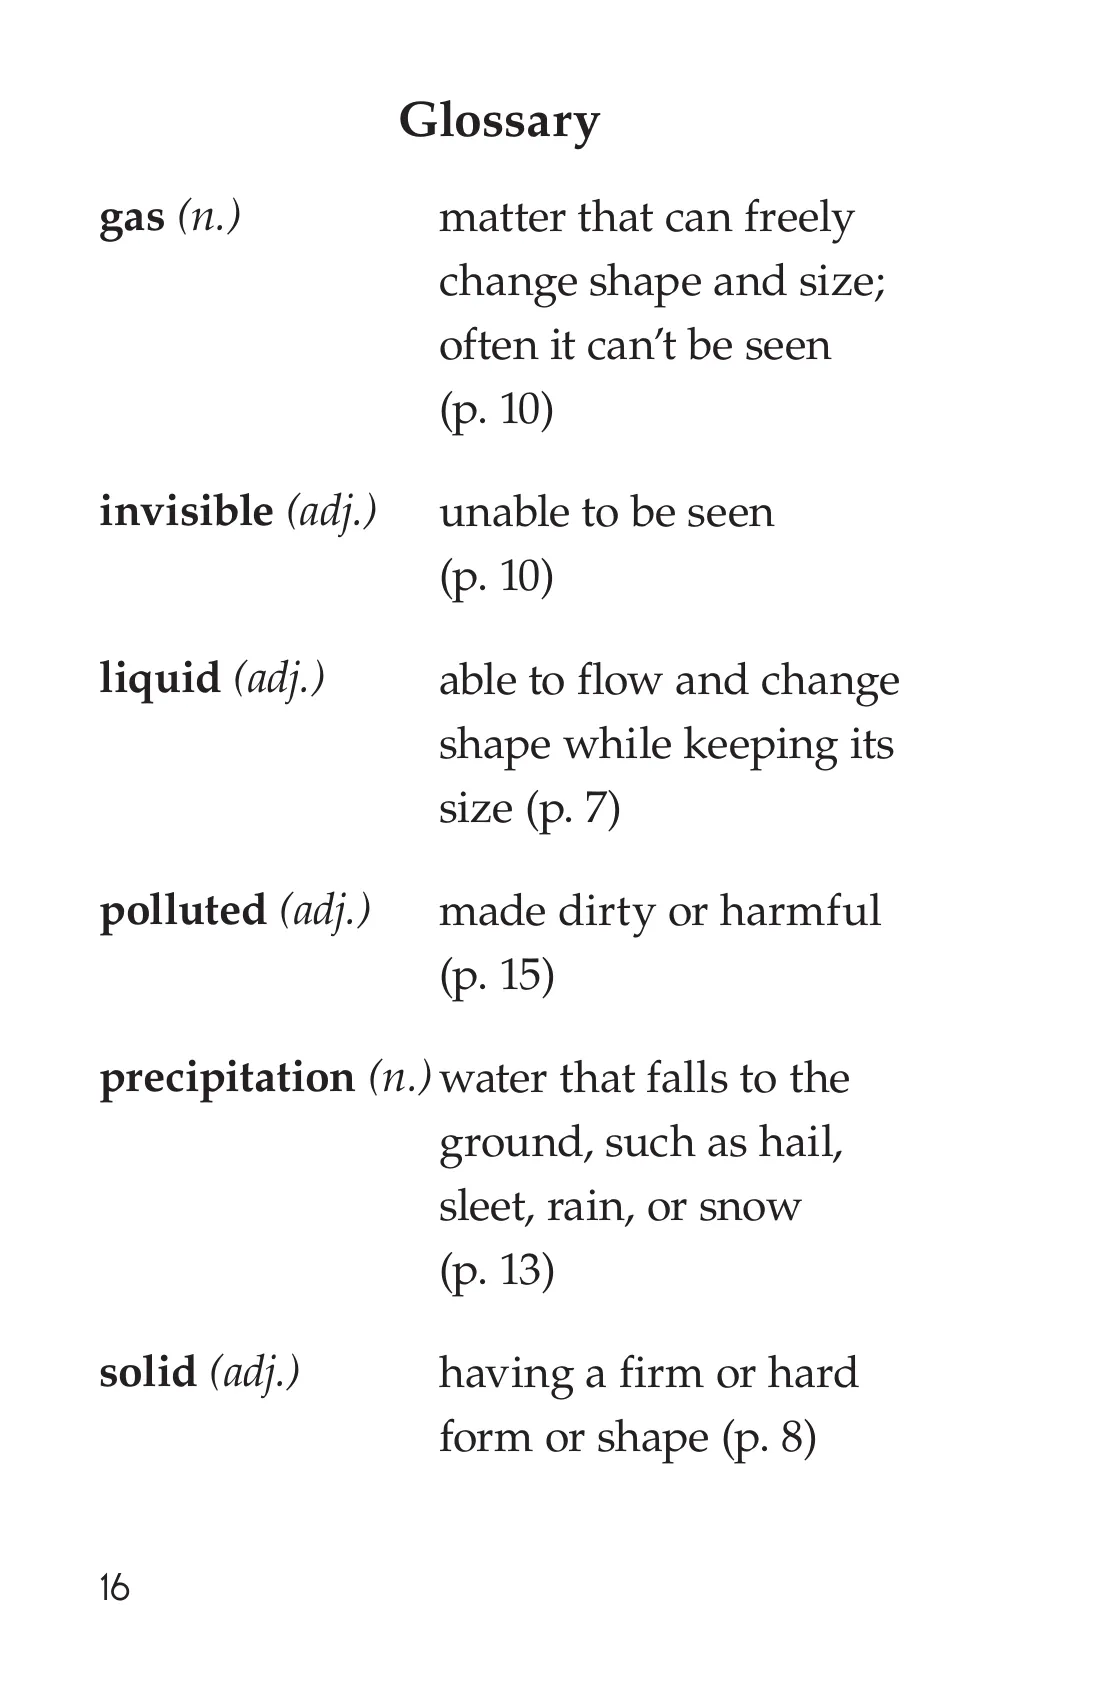 Glossary
gas (n.) matter that can freely
change shape and size;
often it can’t be seen
(p. 10)
invisible (adj.) unable to be seen
(p. 10)
liquid (adj.) able to flow and change
shape while keeping its
size (p. 7)
polluted (adj.) made dirty or harmful
(p. 15)
precipitation (n.) water that falls to the
ground, such as hail,
sleet, rain, or snow
(p. 13)
solid (adj.) having a firm or hard
form or shape (p. 8)
16